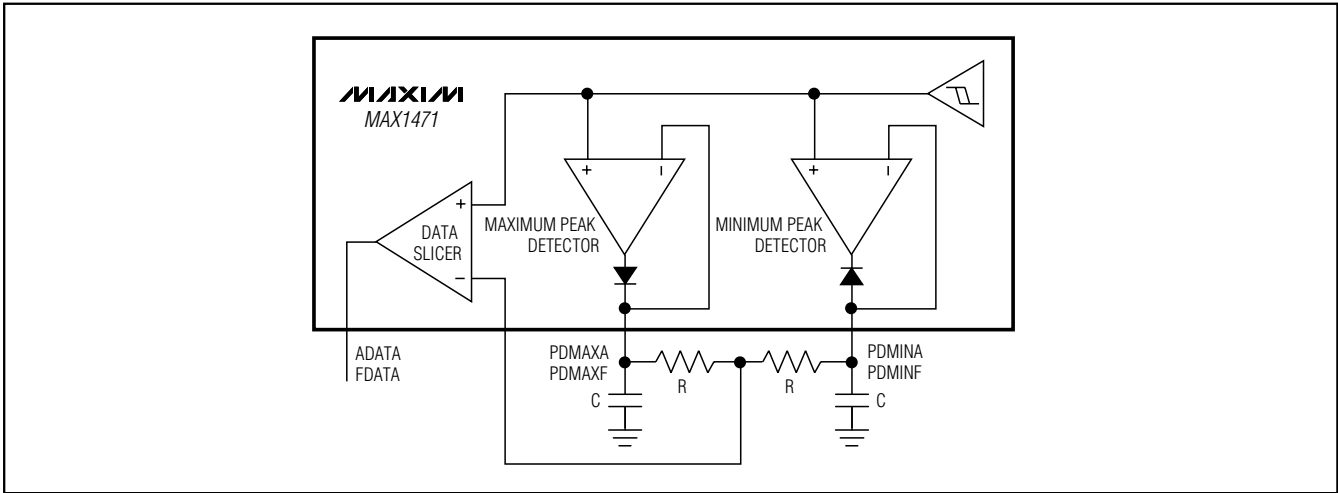 MAXIM
MAX1471
DATA
SLICER
+
−
MAXIMUM PEAK
DETECTOR
+
−
MINIMUM PEAK
DETECTOR
+
−
ADATA
FDATA
PDMAXA
PDMAXF
R
R
PDMINA
PDMINF
C
C